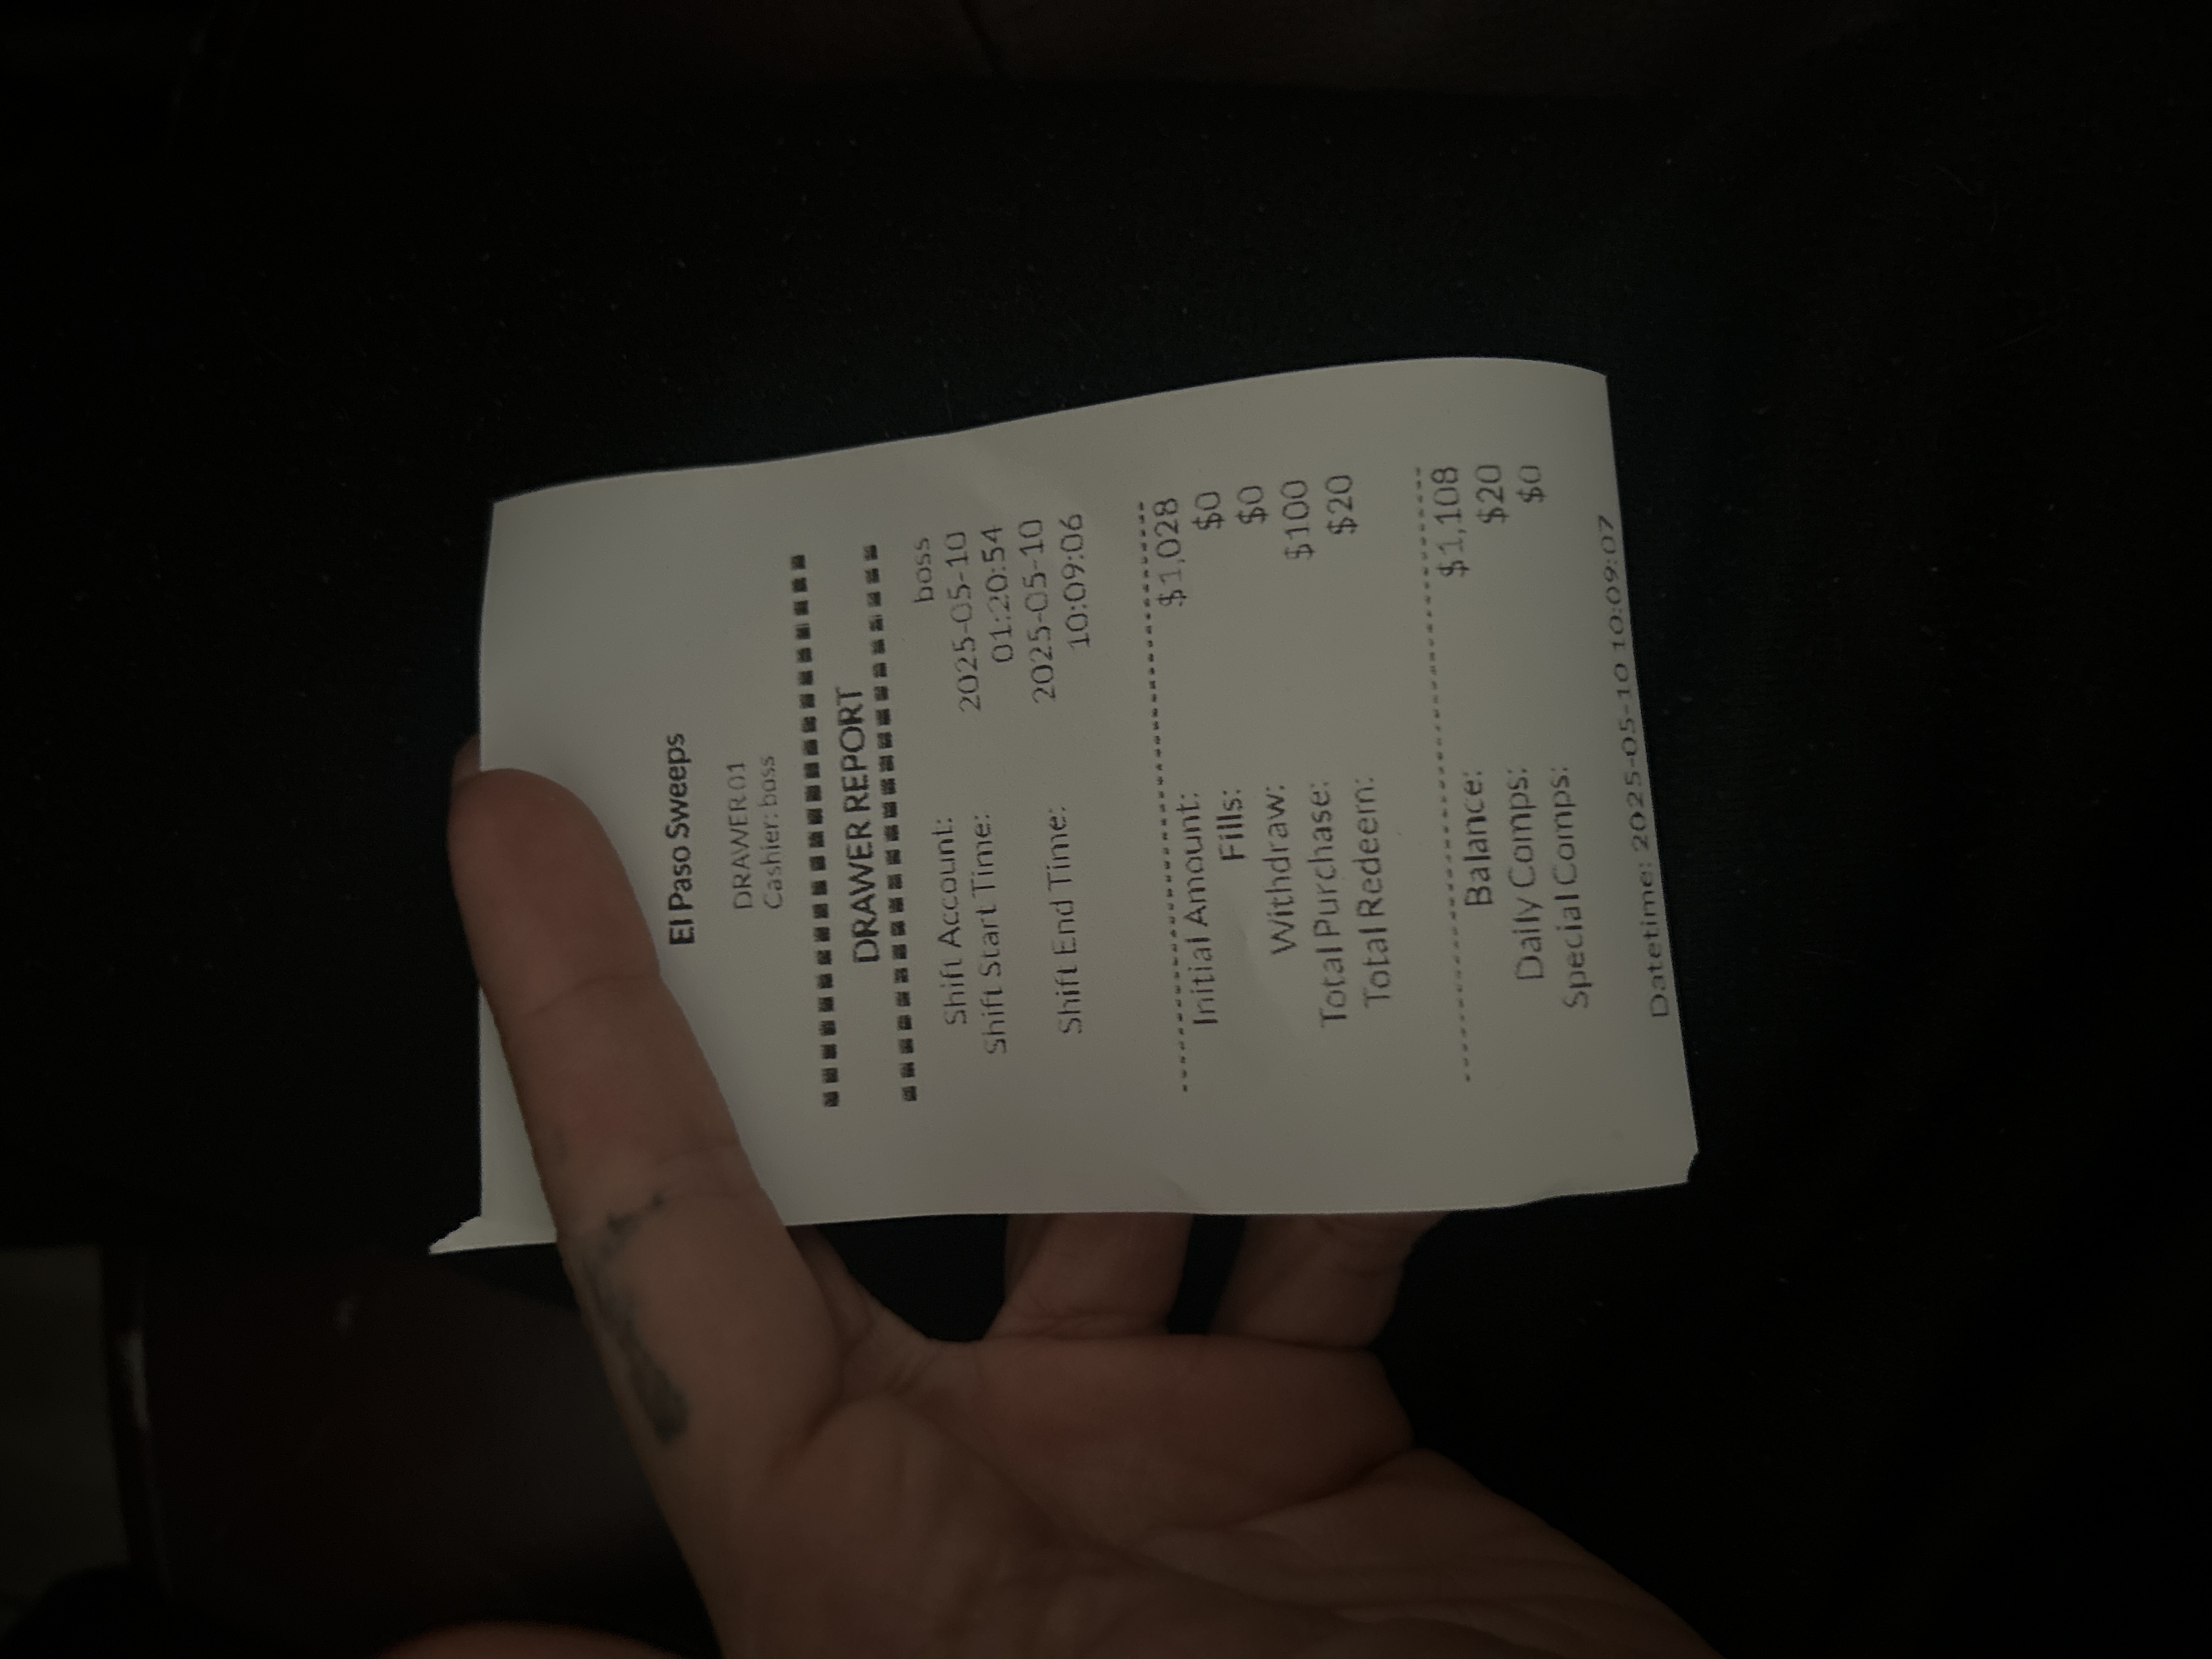 El Paso Sweeps
DRAWER01
Cashier: boss
DRAWER REPORT
Shift Account: boss
Shift Start Time: 2025-05-10
01:20:54
Shift End Time: 2025-05-10
10:09:06
Initial Amount: $1,028
Fills: $0
Withdraw: $0
Total Purchase: $100
Total Redeem: $20
Balance: $1,108
Daily Comps: $20
Special Comps: $0
Datetime: 2025-05-10 10:09:07